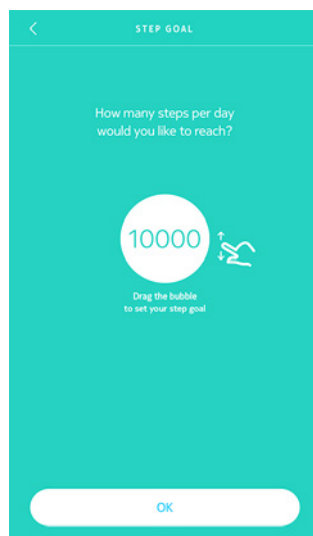 STEP GOAL
How many steps per day
would you like to reach?
10000
Drag the bubble
to set your step goal
OK